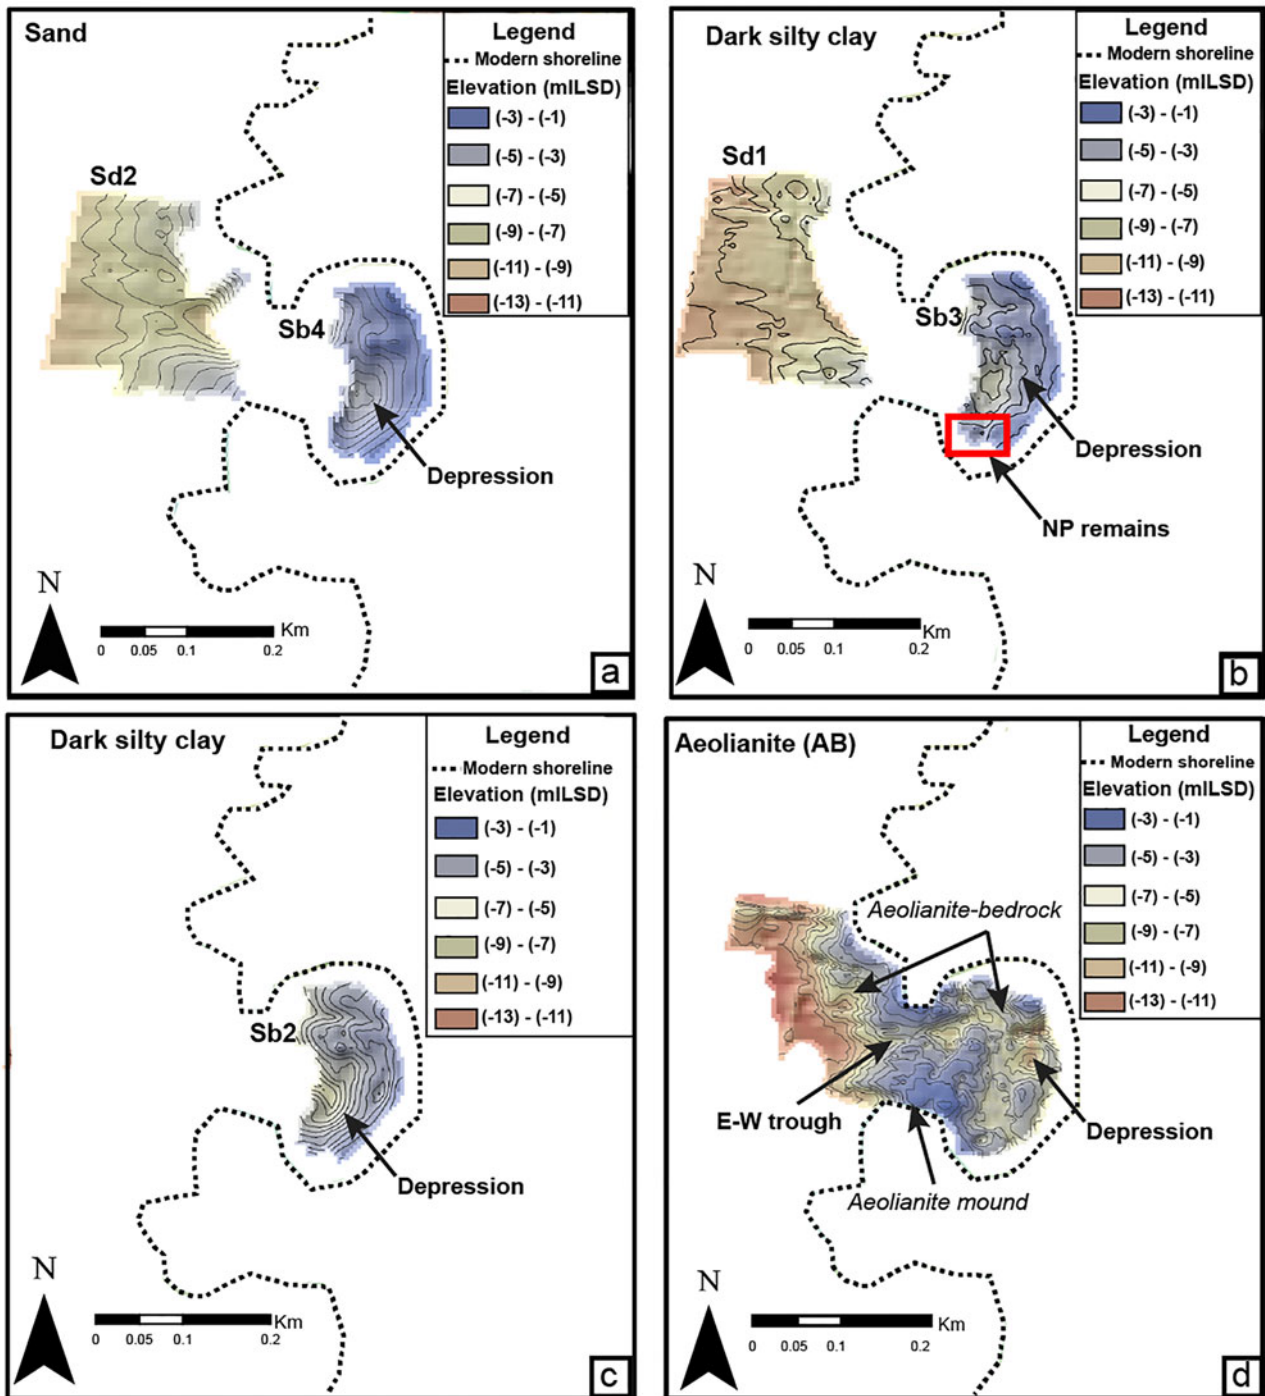 Sand
Legend
Modern shoreline
Elevation (mILSD)
(-3) - (-1)
(-5) - (-3)
(-7) - (-5)
(-9) - (-7)
(-11) - (-9)
(-13) - (-11)
Sd2
Sb4
Depression
N
Km
0 0.05 0.1 0.2
a
Dark silty clay
Legend
Modern shoreline
Elevation (mILSD)
(-3) - (-1)
(-5) - (-3)
(-7) - (-5)
(-9) - (-7)
(-11) - (-9)
(-13) - (-11)
Sd1
Sb3
Depression
NP remains
N
Km
0 0.05 0.1 0.2
b
Dark silty clay
Legend
Modern shoreline
Elevation (mILSD)
(-3) - (-1)
(-5) - (-3)
(-7) - (-5)
(-9) - (-7)
(-11) - (-9)
(-13) - (-11)
Sb2
Depression
N
Km
0 0.05 0.1 0.2
c
Aeolianite (AB)
Legend
Modern shoreline
Elevation (mILSD)
(-3) - (-1)
(-5) - (-3)
(-7) - (-5)
(-9) - (-7)
(-11) - (-9)
(-13) - (-11)
Aeolianite-bedrock
E-W trough
Depression
Aeolianite mound
N
Km
0 0.05 0.1 0.2
d